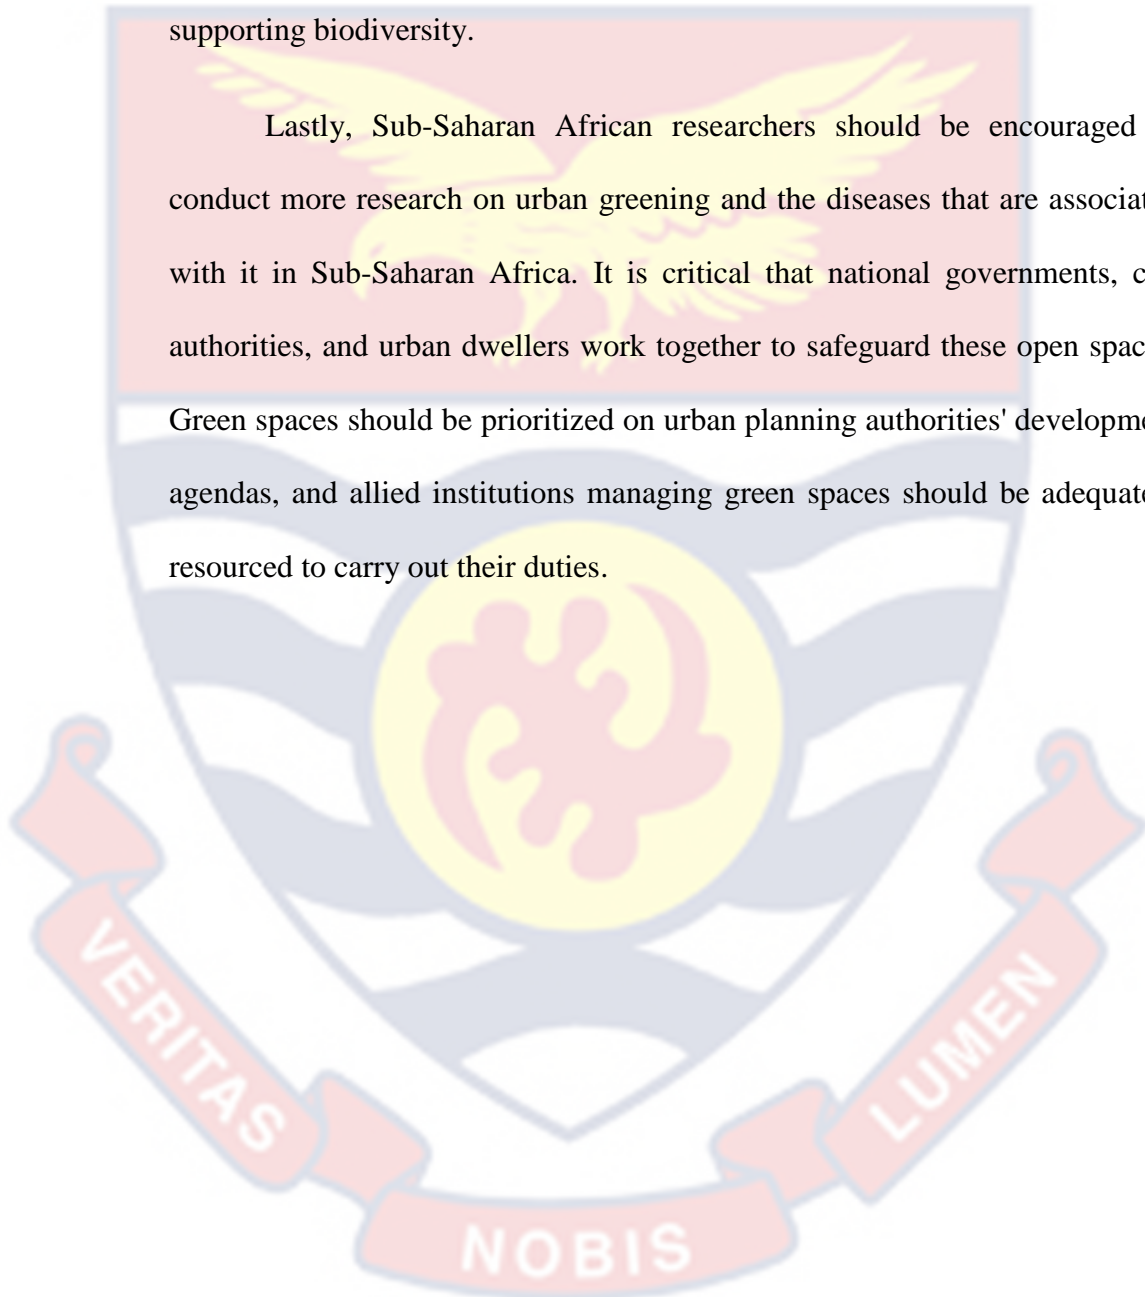 supporting biodiversity.
Lastly, Sub-Saharan African researchers should be encouraged
conduct more research on urban greening and the diseases that are associat
with it in Sub-Saharan Africa. It is critical that national governments, c
authorities, and urban dwellers work together to safeguard these open spac
Green spaces should be prioritized on urban planning authorities' developme
agendas, and allied institutions managing green spaces should be adequate
resourced to carry out their duties.
VERITAS
NOBIS
LUMEN